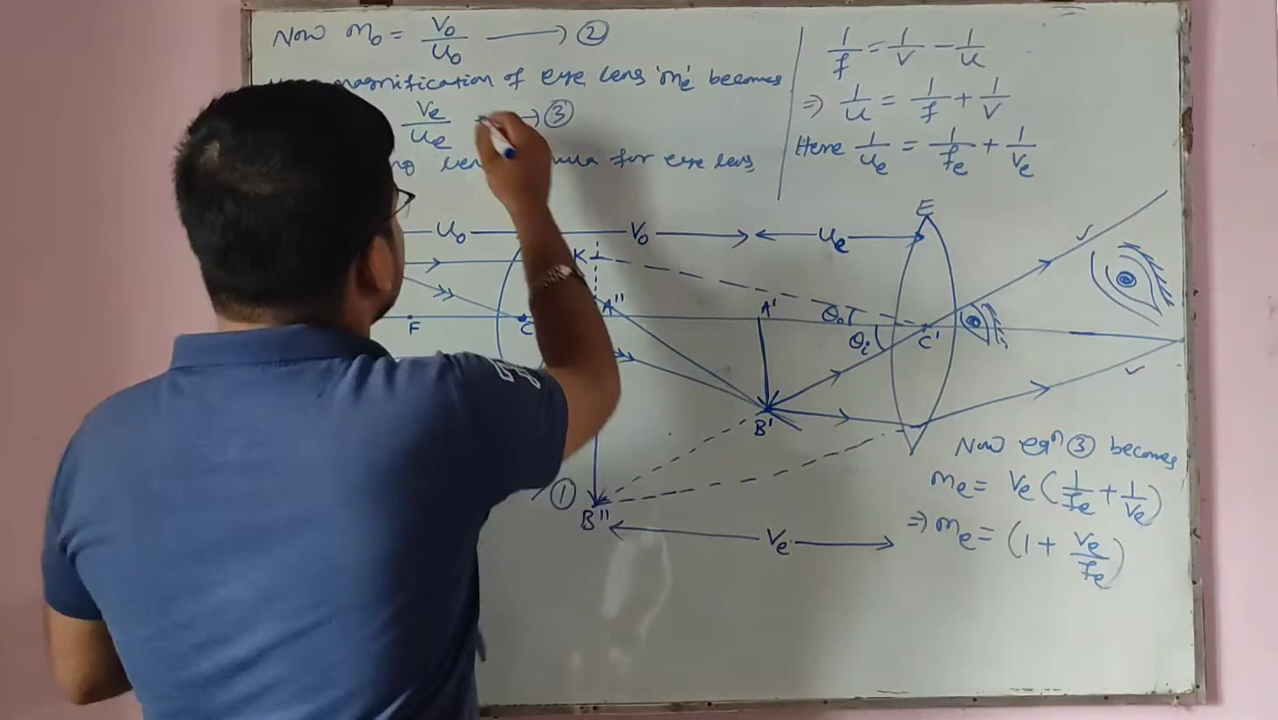 Now m₀ = V₀/u₀ ⟶ ②
magnification of eye lens 'mₑ' becomes
Vₑ/uₑ → ③
for eye lens
1/f = 1/v − 1/u
⇒ 1/u = 1/f + 1/v
Here 1/uₑ = 1/fₑ + 1/vₑ
u₀ V₀ uₑ E
K
A'' A' θ₀
F C θᵢ C'
B'
① B''
Vₑ
Now eqⁿ ③ becomes
mₑ = Vₑ(1/fₑ + 1/Vₑ)
⇒ mₑ = (1 + Vₑ/fₑ)